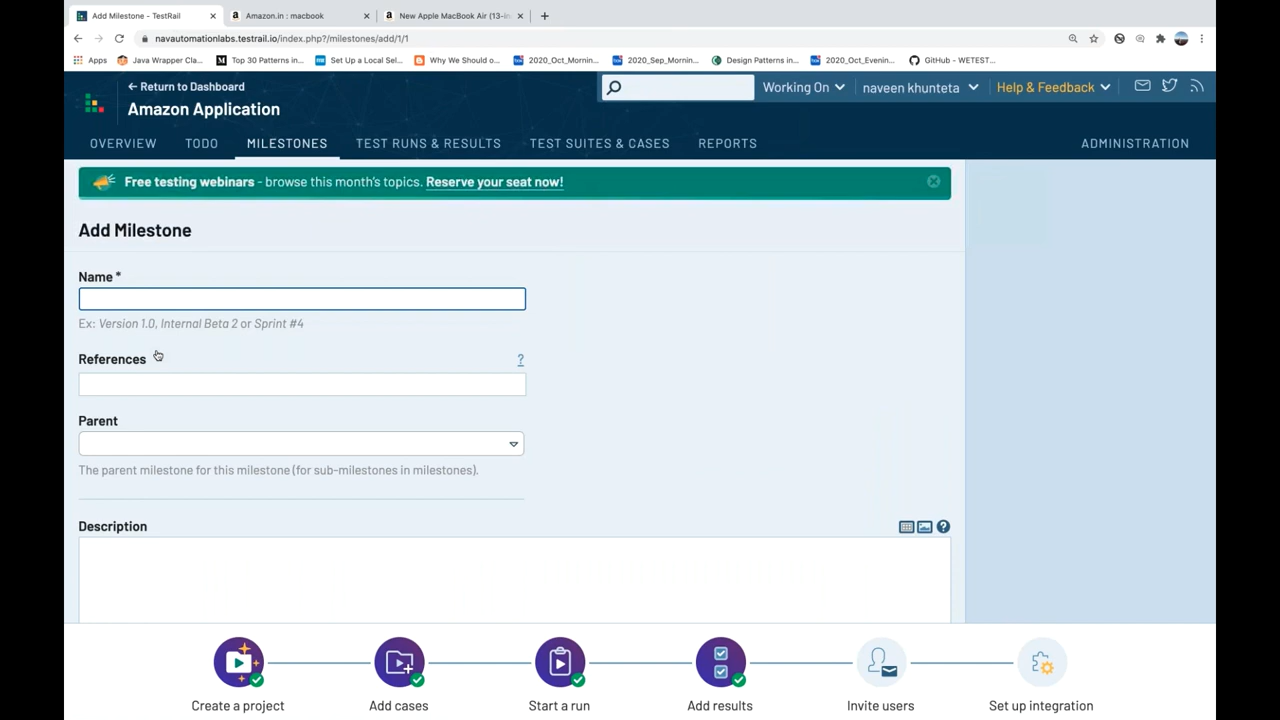 Add Milestone - TestRail
Amazon.in : macbook
New Apple MacBook Air (13-in
navautomationlabs.testrail.io/index.php?/milestones/add/1/1
Apps
Java Wrapper Cla...
Top 30 Patterns in...
Set Up a Local Sel...
Why We Should o...
2020_Oct_Mornin...
2020_Sep_Mornin...
Design Patterns in...
2020_Oct_Evenin...
GitHub - WETEST...
Return to Dashboard
Amazon Application
Working On
naveen khunteta
Help & Feedback
OVERVIEW
TODO
MILESTONES
TEST RUNS & RESULTS
TEST SUITES & CASES
REPORTS
ADMINISTRATION
Free testing webinars - browse this month's topics. Reserve your seat now!
Add Milestone
Name *
Ex: Version 1.0, Internal Beta 2 or Sprint #4
References
?
Parent
The parent milestone for this milestone (for sub-milestones in milestones).
Description
?
Create a project
Add cases
Start a run
Add results
Invite users
Set up integration